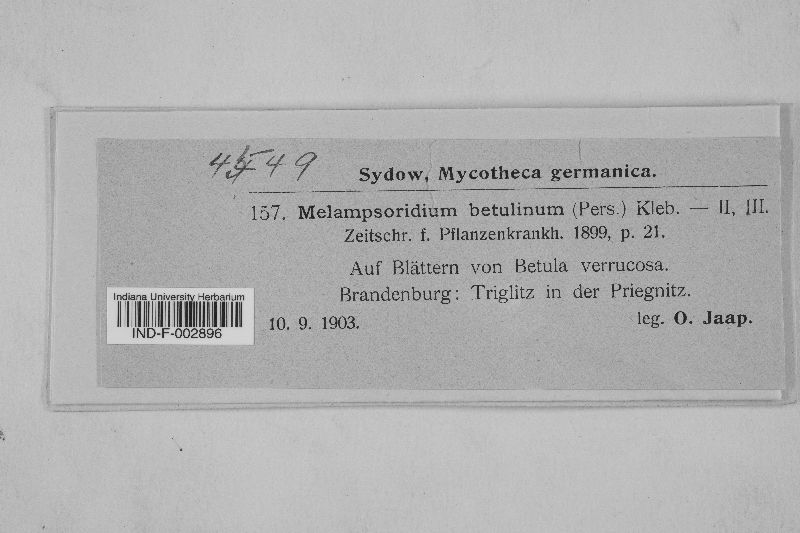 Sydow, Mycotheca germanica.
157. Melampsoridium betulinum (Pers.) Kleb. — II, III.
Zeitschr. f. Pflanzenkrankh. 1899, p. 21.
Auf Blättern von Betula verrucosa.
Brandenburg: Triglitz in der Priegnitz.
10. 9. 1903. leg. O. Jaap.
Indiana University Herbarium
IND-F-002896